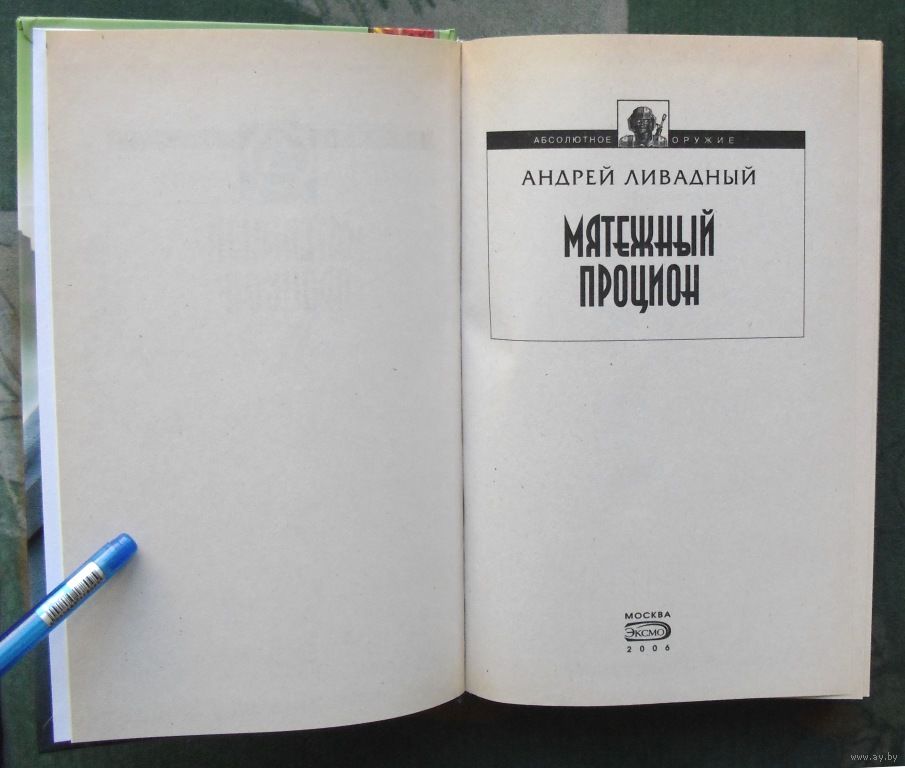 АБСОЛЮТНОЕ ОРУЖИЕ
АНДРЕЙ ЛИВАДНЫЙ
МЯТЕЖНЫЙ
ПРОЦИОН
МОСКВА
ЭКСМО
2006
www.ay.by